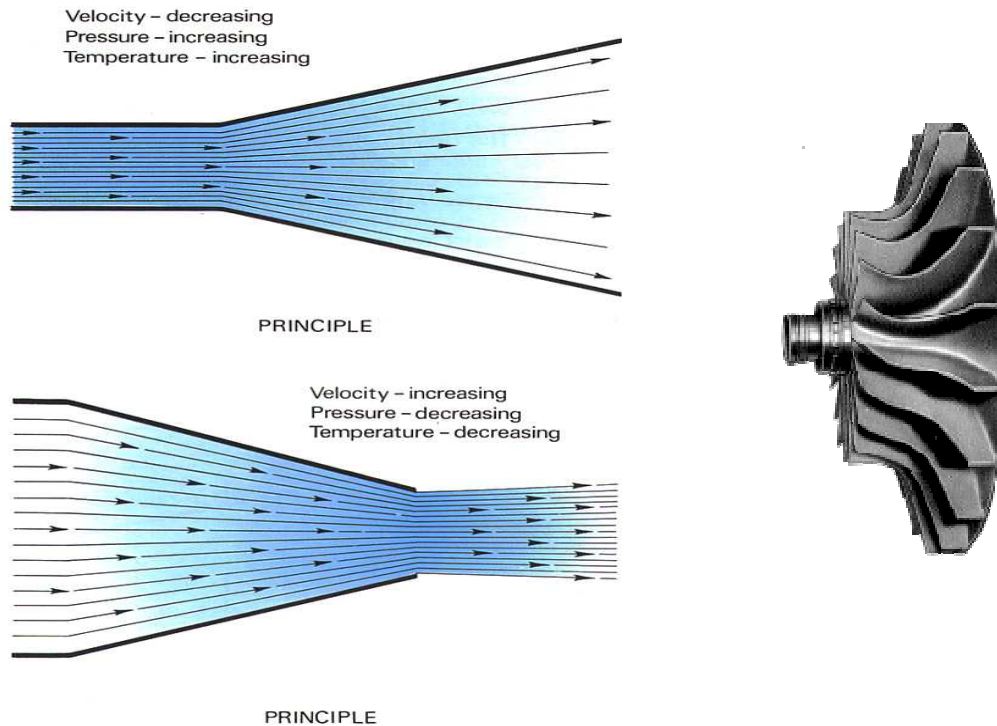 Velocity – decreasing
Pressure – increasing
Temperature – increasing
PRINCIPLE
Velocity – increasing
Pressure – decreasing
Temperature – decreasing
PRINCIPLE